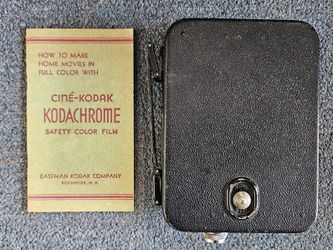 HOW TO MAKE
HOME MOVIES IN
FULL COLOR WITH
CINÉ-KODAK
KODACHROME
SAFETY COLOR FILM
EASTMAN KODAK COMPANY
ROCHESTER, N.Y.